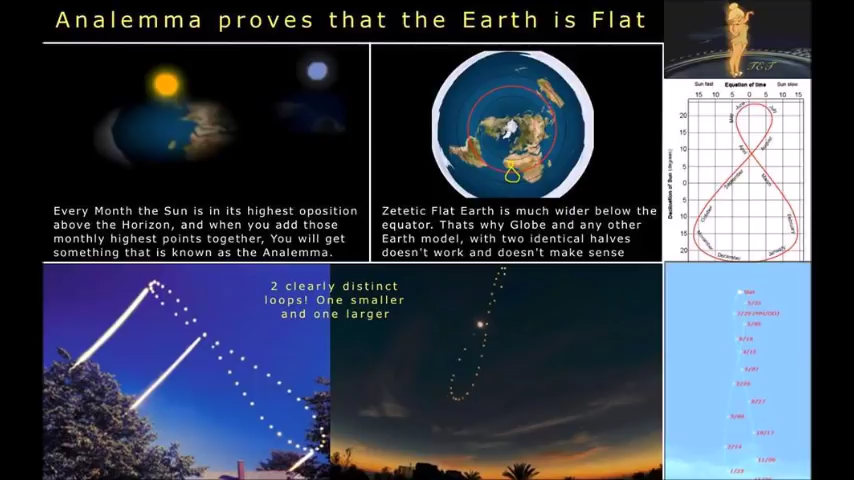 Analemma proves that the Earth is Flat
TET
Every Month the Sun is in its highest oposition
above the Horizon, and when you add those
monthly highest points together, You will get
something that is known as the Analemma.
Zetetic Flat Earth is much wider below the
equator. Thats why Globe and any other
Earth model, with two identical halves
doesn't work and doesn't make sense
Sun fast Equation of time Sun slow
15 10 5 0 5 10 15
Declination of Sun (degrees)
20
15
10
5
0
5
10
15
20
June
July
May
August
April
September
March
October
February
November
January
December
2 clearly distinct
loops! One smaller
and one larger